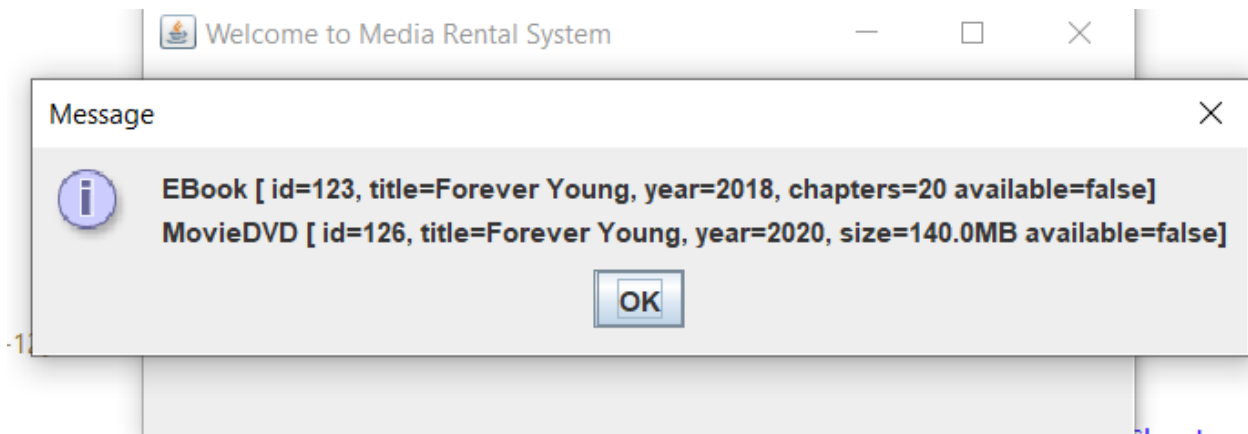 Welcome to Media Rental System
Message
EBook [ id=123, title=Forever Young, year=2018, chapters=20 available=false]
MovieDVD [ id=126, title=Forever Young, year=2020, size=140.0MB available=false]
OK